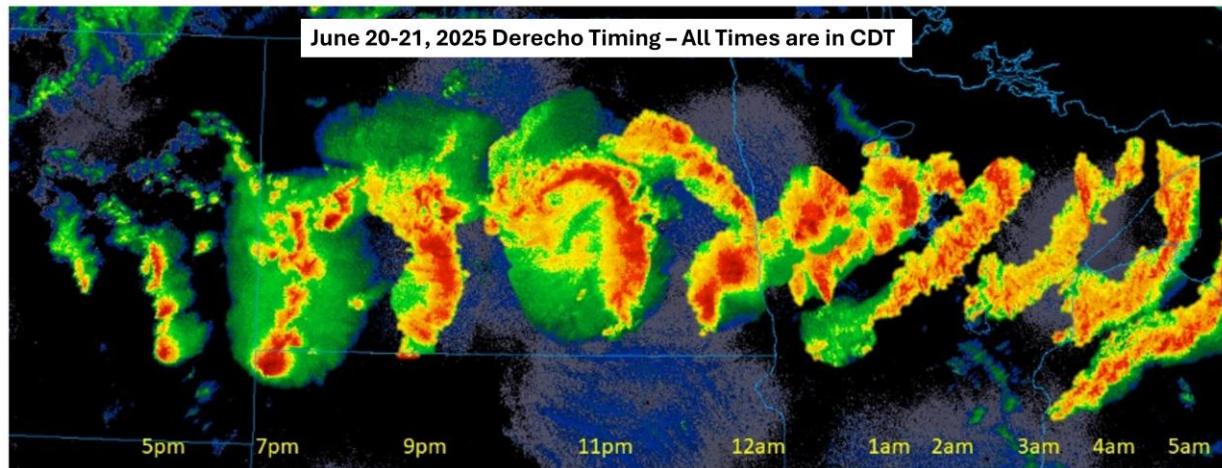 June 20-21, 2025 Derecho Timing – All Times are in CDT
5pm 7pm 9pm 11pm 12am 1am 2am 3am 4am 5am